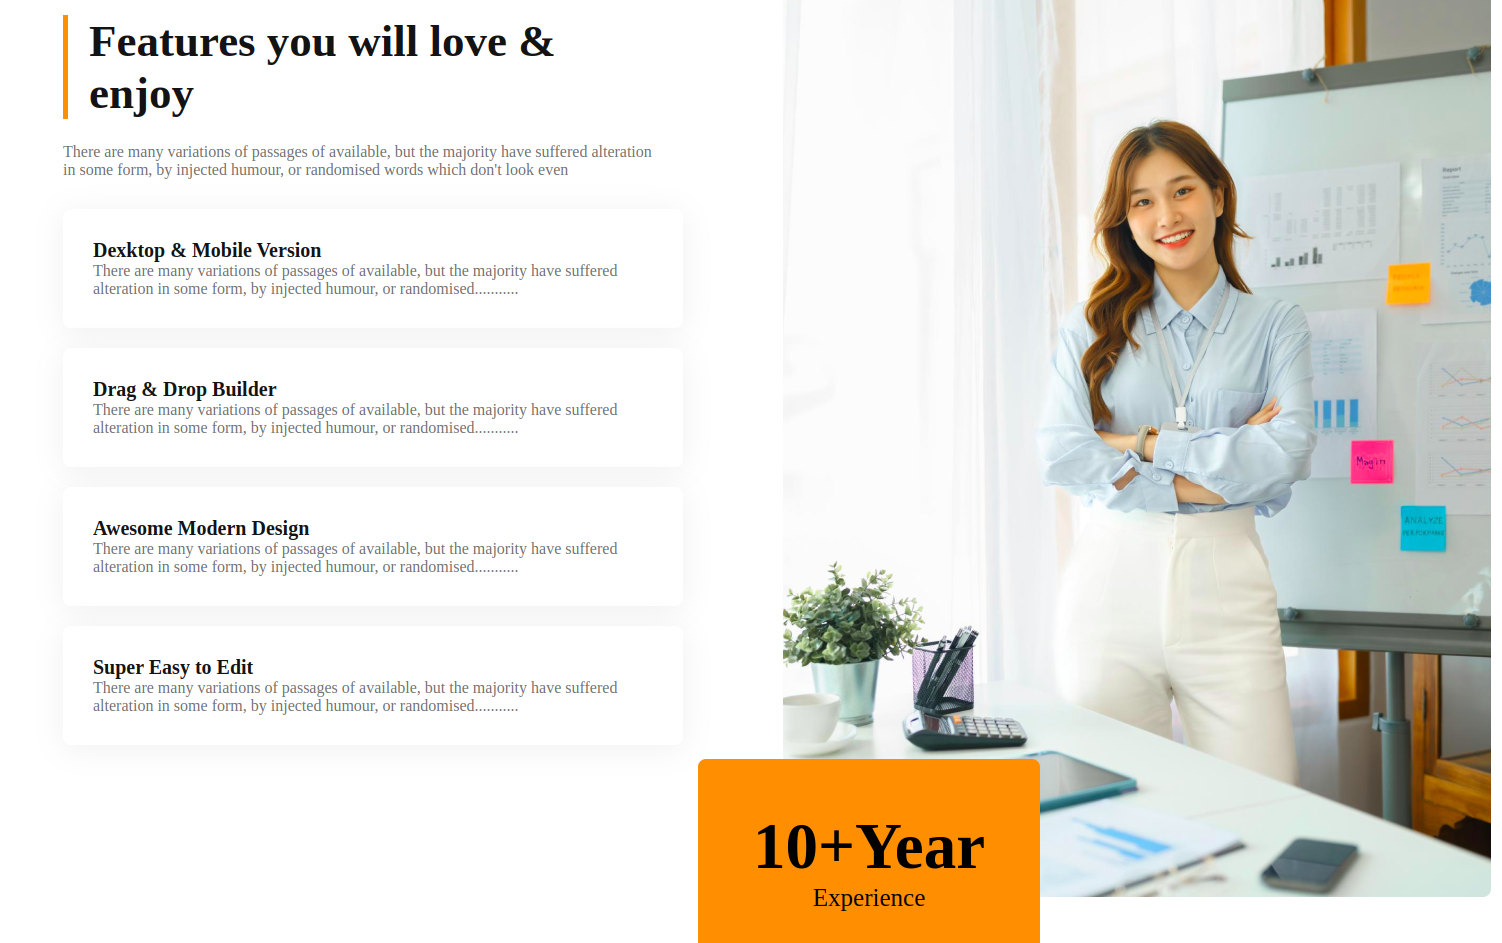 Features you will love &
enjoy
There are many variations of passages of available, but the majority have suffered alteration
in some form, by injected humour, or randomised words which don't look even
Dexktop & Mobile Version
There are many variations of passages of available, but the majority have suffered
alteration in some form, by injected humour, or randomised...........
Drag & Drop Builder
There are many variations of passages of available, but the majority have suffered
alteration in some form, by injected humour, or randomised...........
Awesome Modern Design
There are many variations of passages of available, but the majority have suffered
alteration in some form, by injected humour, or randomised...........
Super Easy to Edit
There are many variations of passages of available, but the majority have suffered
alteration in some form, by injected humour, or randomised...........
Report
ANALYZE
10+Year
Experience